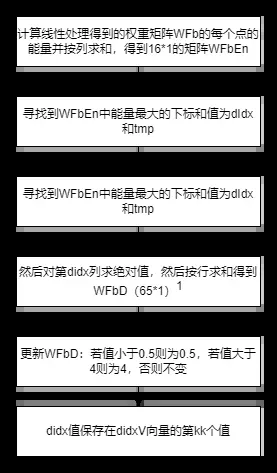 计算线性处理得到的权重矩阵WFb的每个点的
能量并按列求和，得到16*1的矩阵WFbEn
寻找到WFbEn中能量最大的下标和值为dIdx
和tmp
寻找到WFbEn中能量最大的下标和值为dIdx
和tmp
然后对第didx列求绝对值，然后按行求和得到
WFbD（65*1）1
更新WFbD：若值小于0.5则为0.5，若值大于
4则为4，否则不变
didx值保存在didxV向量的第kk个值